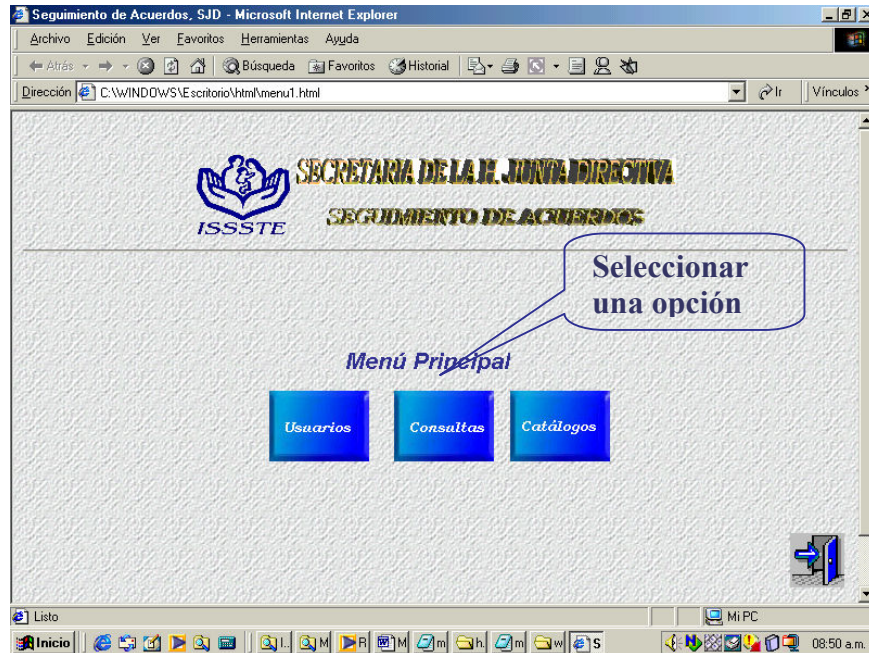 Seguimiento de Acuerdos, SJD - Microsoft Internet Explorer
Archivo Edición Ver Favoritos Herramientas Ayuda
Atrás Búsqueda Favoritos Historial
Dirección C:\WINDOWS\Escritorio\html\menu1.html Ir Vínculos
SECRETARIA DE LA H. JUNTA DIRECTIVA
SEGUIMIENTO DE ACUERDOS
ISSSTE
Seleccionar
una opción
Menú Principal
Usuarios Consultas Catálogos
Listo Mi PC
Inicio I.. M R M m h. m w S 08:50 a.m.